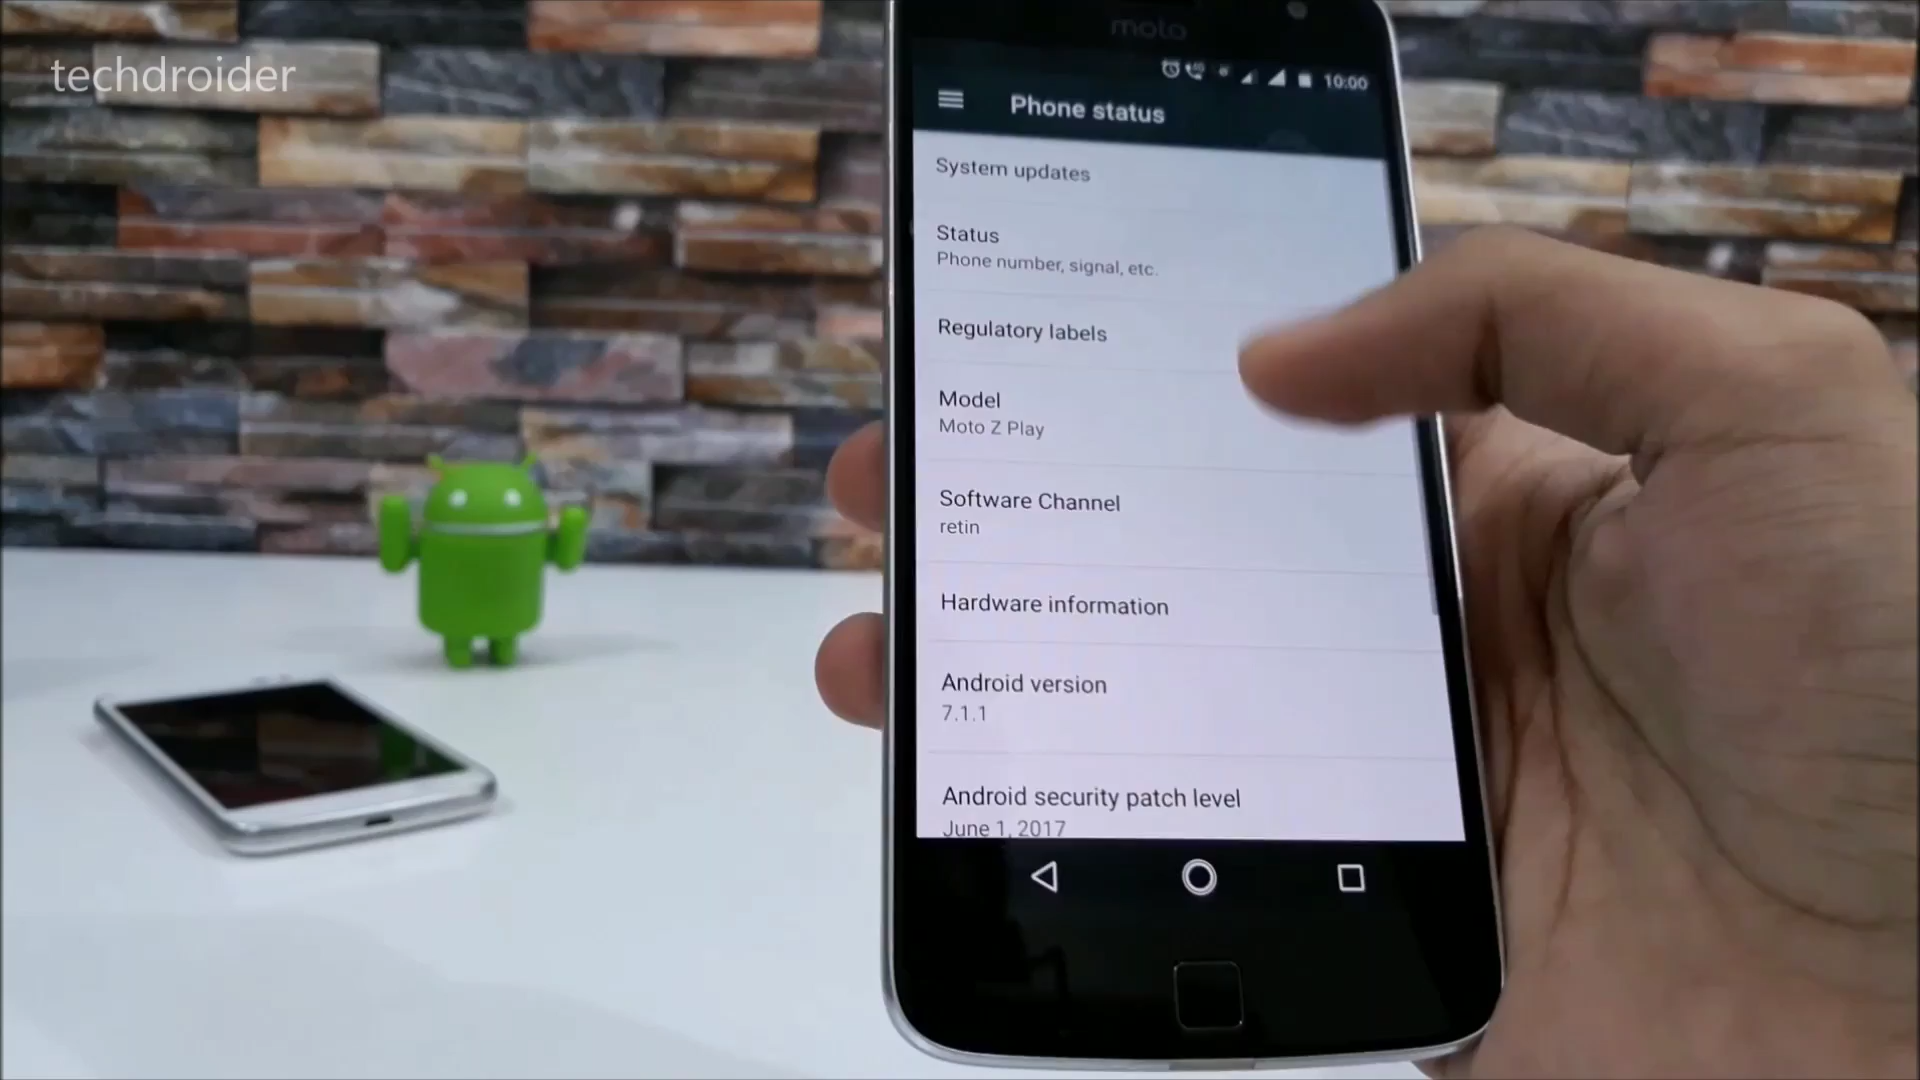 techdroider
moto
10:00
Phone status
System updates
Status
Phone number, signal, etc.
Regulatory labels
Model
Moto Z Play
Software Channel
retin
Hardware information
Android version
7.1.1
Android security patch level
June 1, 2017